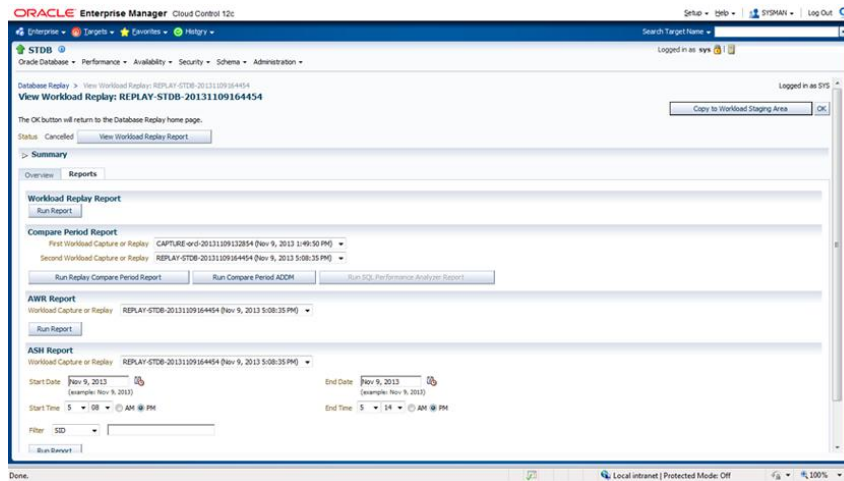 ORACLE Enterprise Manager Cloud Control 12c
Setup Help SYSMAN Log Out
Enterprise Targets Favorites History Search Target Name
STDB
Logged in as sys
Oracle Database Performance Availability Security Schema Administration
Database Replay > View Workload Replay: REPLAY-STDB-20131109164454
Logged in as SYS
View Workload Replay: REPLAY-STDB-20131109164454
Copy to Workload Staging Area OK
The OK button will return to the Database Replay home page.
Status Cancelled View Workload Replay Report
Summary
Overview Reports
Workload Replay Report
Run Report
Compare Period Report
First Workload Capture or Replay CAPTURE-orcl-20131109132854 (Nov 9, 2013 1:49:50 PM)
Second Workload Capture or Replay REPLAY-STDB-20131109164454 (Nov 9, 2013 5:08:35 PM)
Run Replay Compare Period Report Run Compare Period ADDM Run SQL Performance Analyzer Report
AWR Report
Workload Capture or Replay REPLAY-STDB-20131109164454 (Nov 9, 2013 5:08:35 PM)
Run Report
ASH Report
Workload Capture or Replay REPLAY-STDB-20131109164454 (Nov 9, 2013 5:08:35 PM)
Start Date Nov 9, 2013 End Date Nov 9, 2013
(example: Nov 9, 2013) (example: Nov 9, 2013)
Start Time 5 08 AM PM End Time 5 14 AM PM
Filter SID
Run Report
Done. Local intranet | Protected Mode: Off 100%